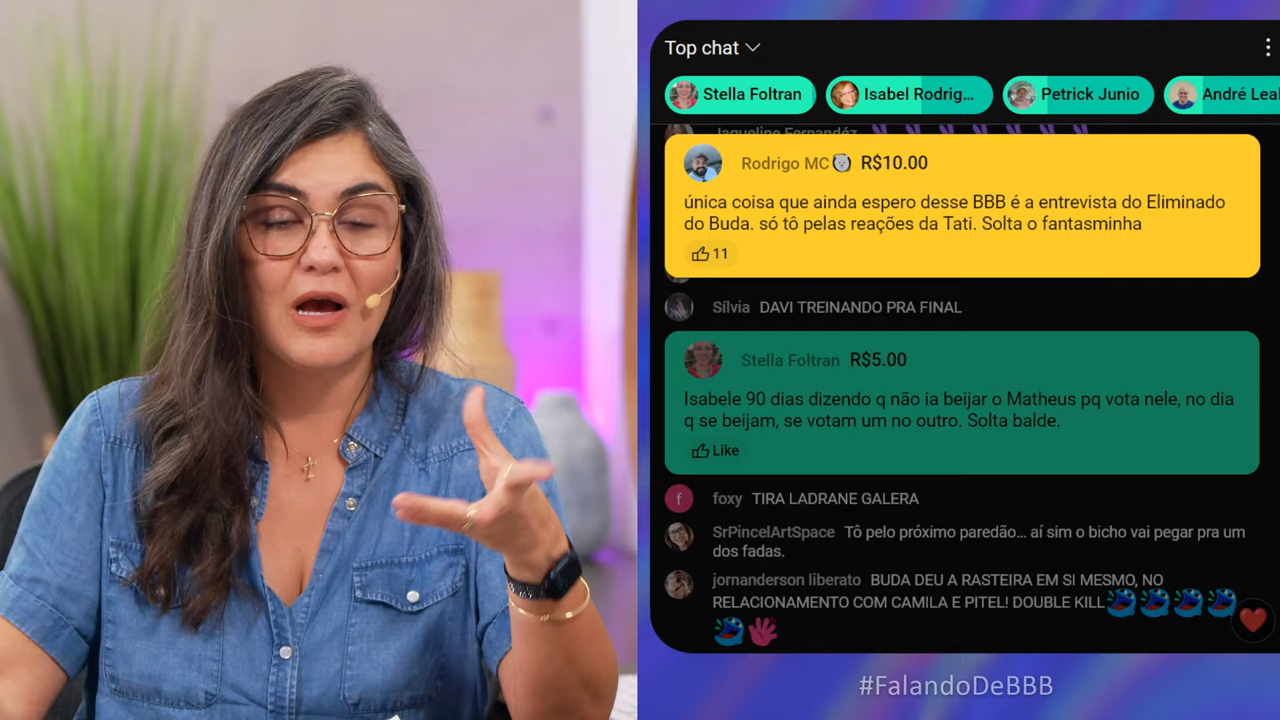 Top chat
Stella Foltran
Isabel Rodrig...
Petrick Junio
André Leal
Jaqueline Fernandéz
Rodrigo MC R$10.00
única coisa que ainda espero desse BBB é a entrevista do Eliminado
do Buda. só tô pelas reações da Tati. Solta o fantasminha
11
Sílvia DAVI TREINANDO PRA FINAL
Stella Foltran R$5.00
Isabele 90 dias dizendo q não ia beijar o Matheus pq vota nele, no dia
q se beijam, se votam um no outro. Solta balde.
Like
f foxy TIRA LADRANE GALERA
SrPincelArtSpace Tô pelo próximo paredão... aí sim o bicho vai pegar pra um
dos fadas.
jornanderson liberato BUDA DEU A RASTEIRA EM SI MESMO, NO
RELACIONAMENTO COM CAMILA E PITEL! DOUBLE KILL
#FalandoDeBBB